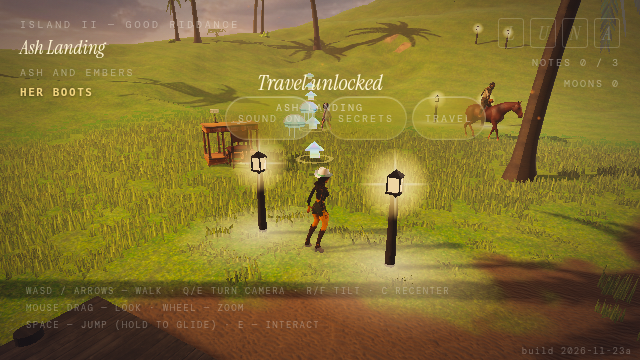 ISLAND II — GOOD RIDDANCE
Ash Landing
ASH AND EMBERS
HER BOOTS
L U N A
NOTES 0 / 3
MOONS 0
Travel unlocked
ASH LANDING
SOUND ON SECRETS TRAVEL
WASD / ARROWS — WALK · Q/E TURN CAMERA · R/F TILT · C RECENTER
MOUSE DRAG — LOOK · WHEEL — ZOOM
SPACE — JUMP (HOLD TO GLIDE) · E — INTERACT
build 2026-11-23a